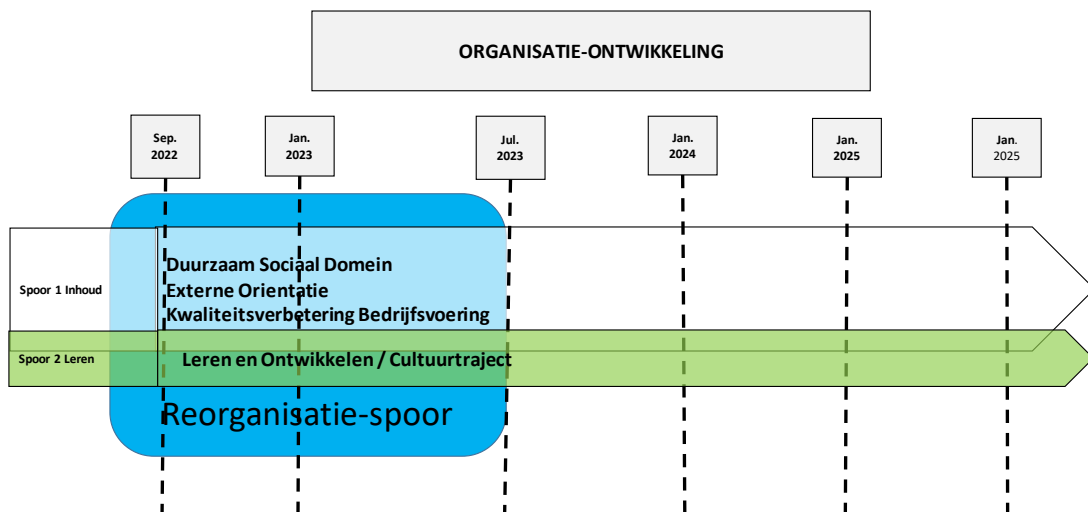 ORGANISATIE-ONTWIKKELING
Sep.
2022
Jan.
2023
Jul.
2023
Jan.
2024
Jan.
2025
Jan.
2025
Duurzaam Sociaal Domein
Spoor 1 Inhoud
Externe Orientatie
Kwaliteitsverbetering Bedrijfsvoering
Spoor 2 Leren
Leren en Ontwikkelen / Cultuurtraject
Reorganisatie-spoor